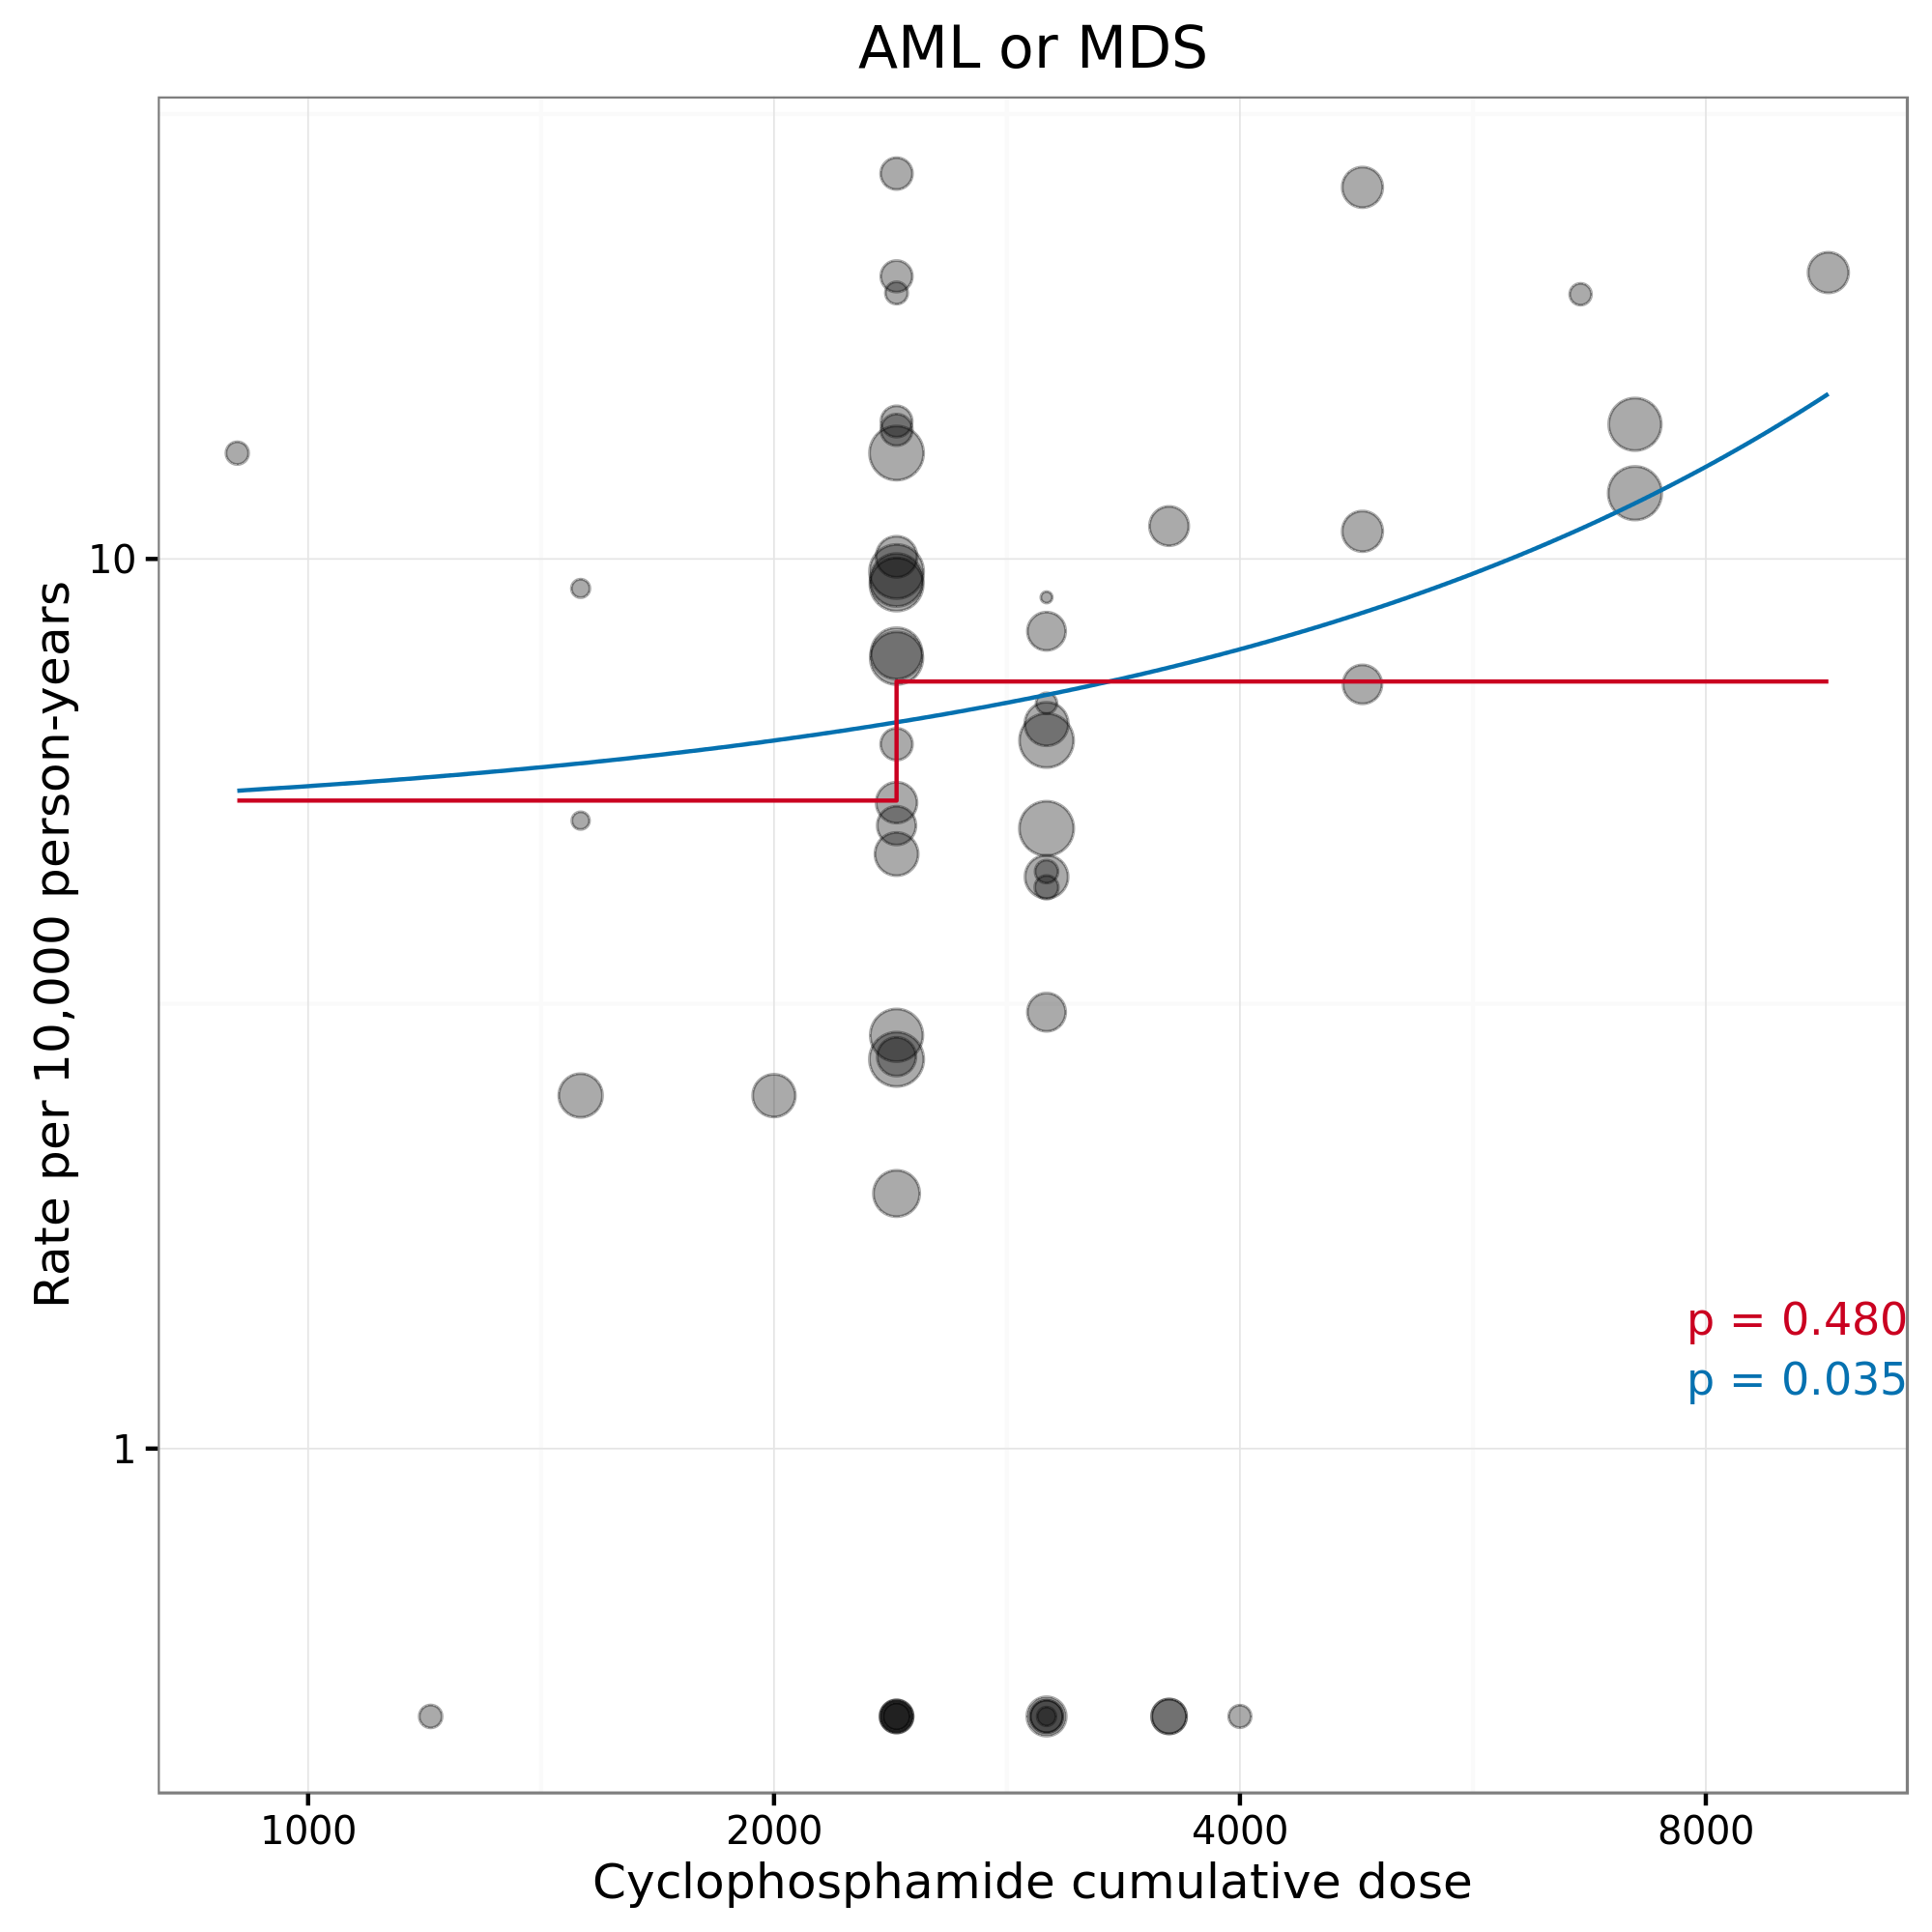 AML or MDS
Rate per 10,000 person-years
10
1
p = 0.480
p = 0.035
1000 2000 4000 8000
Cyclophosphamide cumulative dose